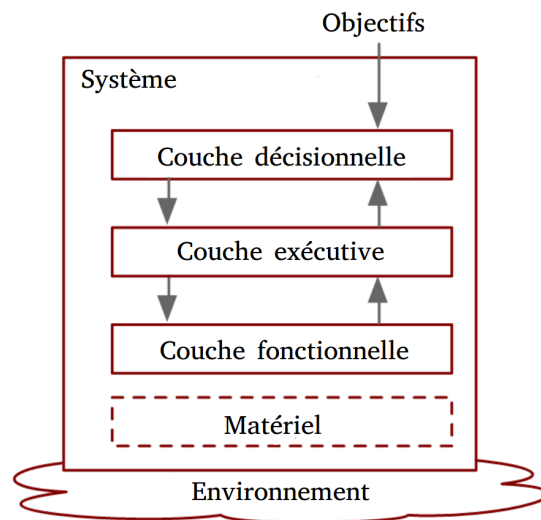 Objectifs
Système
Couche décisionnelle
Couche exécutive
Couche fonctionnelle
Matériel
Environnement